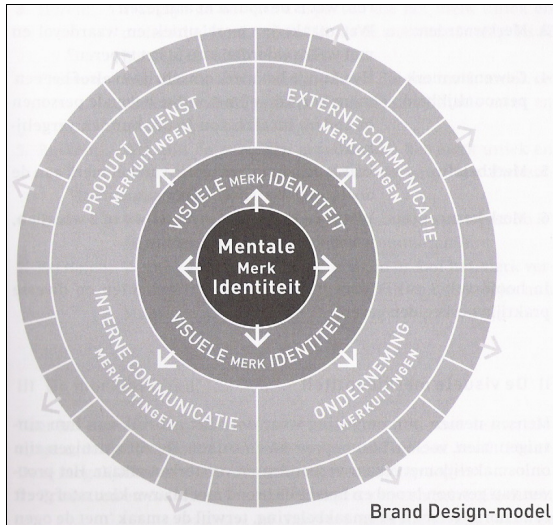 PRODUCT / DIENST
MERKUITINGEN
EXTERNE COMMUNICATIE
MERKUITINGEN
VISUELE MERK IDENTITEIT
Mentale
Merk
Identiteit
VISUELE MERK IDENTITEIT
INTERNE COMMUNICATIE
MERKUITINGEN
ONDERNEMING
MERKUITINGEN
Brand Design-model